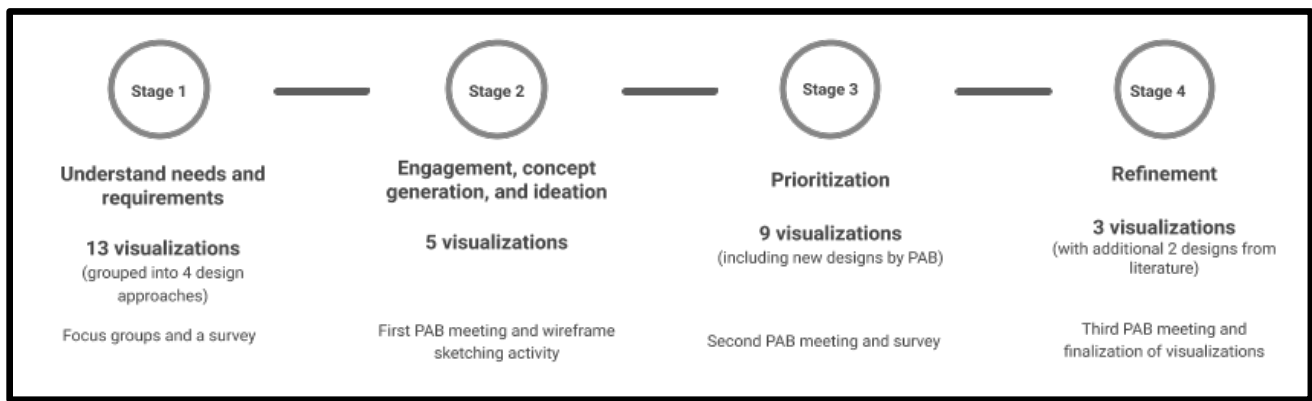 Stage 1
Understand needs and
requirements
13 visualizations
(grouped into 4 design
approaches)
Focus groups and a survey
Stage 2
Engagement, concept
generation, and ideation
5 visualizations
First PAB meeting and wireframe
sketching activity
Stage 3
Prioritization
9 visualizations
(including new designs by PAB)
Second PAB meeting and survey
Stage 4
Refinement
3 visualizations
(with additional 2 designs from
literature)
Third PAB meeting and
finalization of visualizations